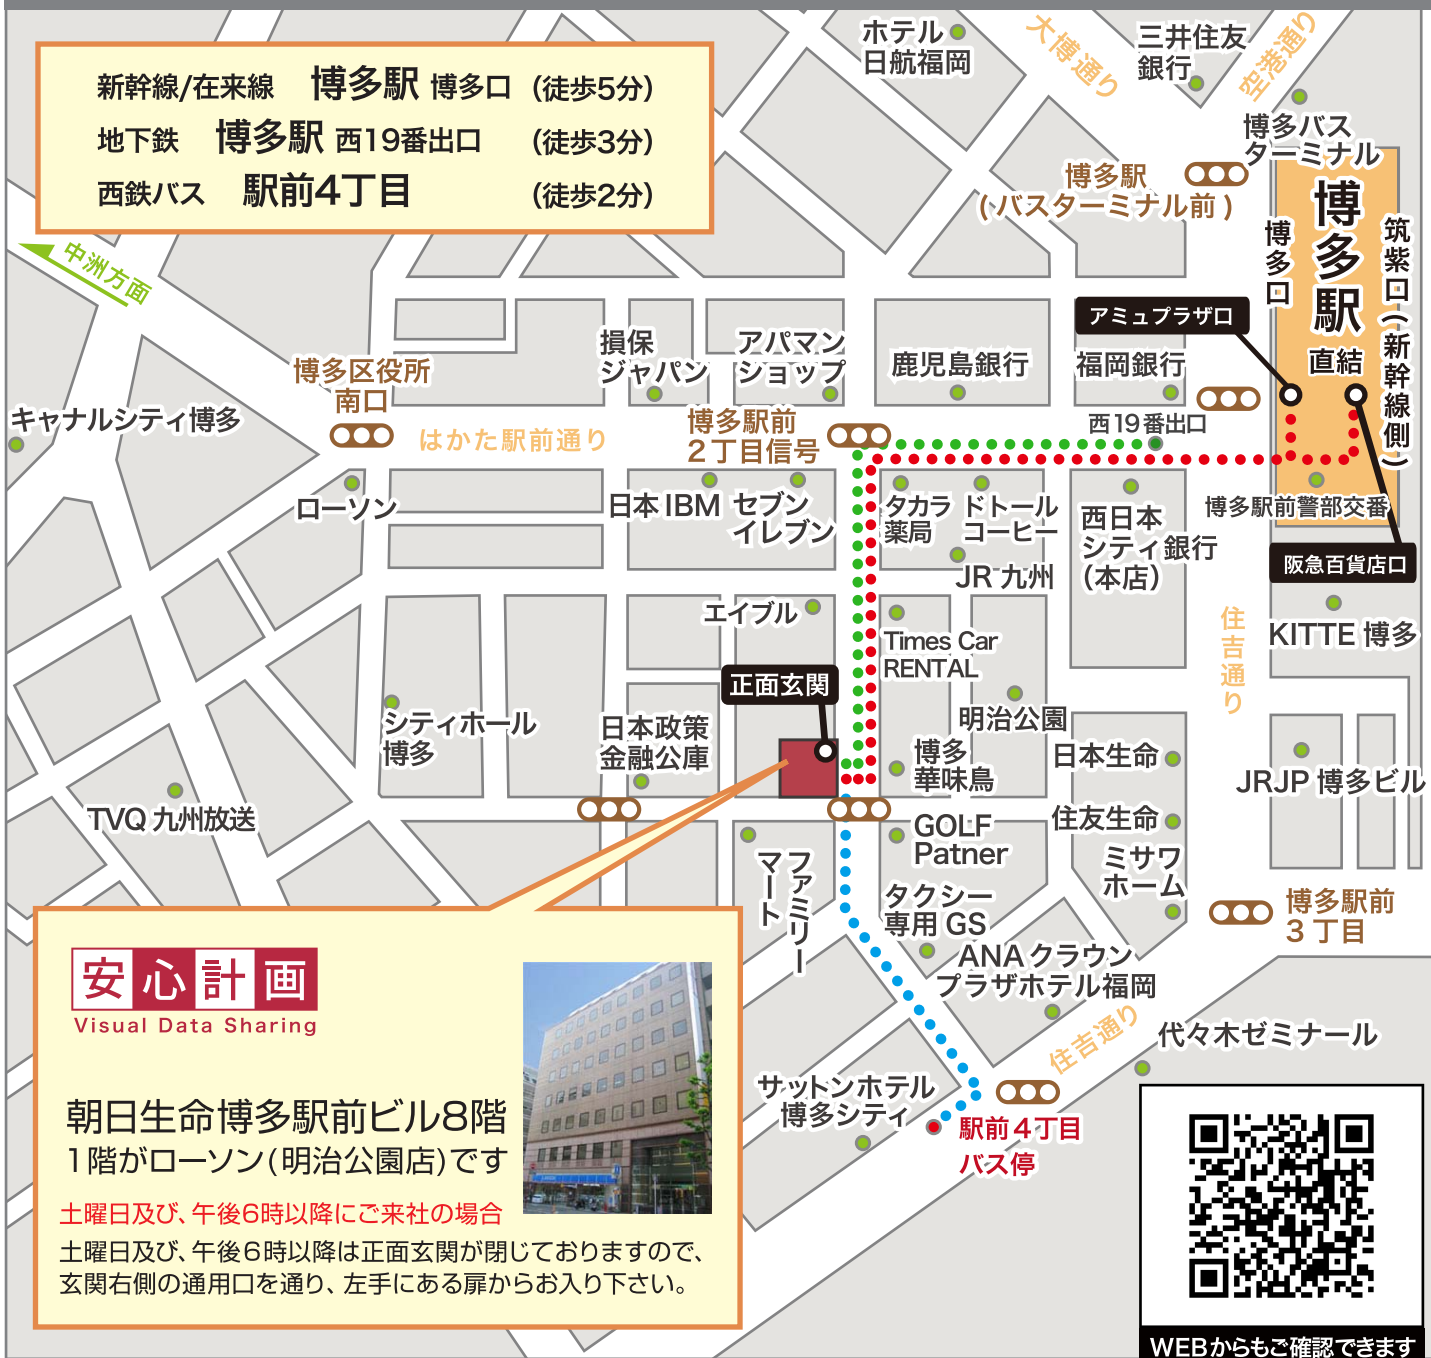 新幹線/在来線 博多駅 博多口 (徒歩5分)
地下鉄 博多駅 西19番出口 (徒歩3分)
西鉄バス 駅前4丁目 (徒歩2分)
ホテル
日航福岡
大博通り
三井住友
銀行
空港通り
博多バス
ターミナル
博多駅
(バスターミナル前)
中洲方面
博多駅
直結
博多口
筑紫口(新幹線側)
アミュプラザ口
損保
ジャパン
アパマン
ショップ
鹿児島銀行
福岡銀行
博多区役所
南口
キャナルシティ博多
はかた駅前通り
博多駅前
2丁目信号
西19番出口
ローソン
日本IBM
セブン
イレブン
タカラ
薬局
ドトール
コーヒー
西日本
シティ銀行
(本店)
博多駅前警部交番
阪急百貨店口
JR九州
エイブル
Times Car
RENTAL
住吉通り
KITTE 博多
正面玄関
シティホール
博多
日本政策
金融公庫
明治公園
博多
華味鳥
日本生命
JRJP 博多ビル
TVQ 九州放送
GOLF
Patner
住友生命
ミサワ
ホーム
ファミリー
マート
タクシー
専用 GS
博多駅前
3丁目
ANAクラウン
プラザホテル福岡
住吉通り
代々木ゼミナール
サットンホテル
博多シティ
駅前4丁目
バス停
安心計画
Visual Data Sharing
朝日生命博多駅前ビル8階
1階がローソン(明治公園店)です
土曜日及び、午後6時以降にご来社の場合
土曜日及び、午後6時以降は正面玄関が閉じておりますので、
玄関右側の通用口を通り、左手にある扉からお入り下さい。
WEBからもご確認できます